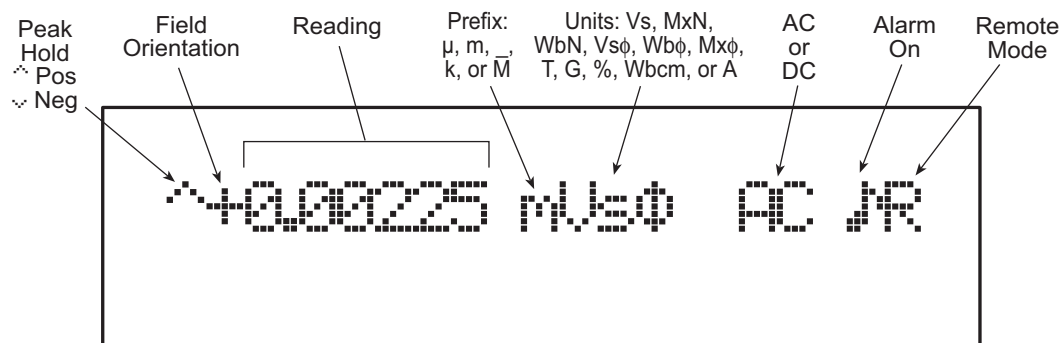 Peak
Hold
^ Pos
⌄ Neg
Field
Orientation
Reading
Prefix:
µ, m, _,
k, or M
Units: Vs, MxN,
WbN, Vsϕ, Wbϕ, Mxϕ,
T, G, %, Wbcm, or A
AC
or
DC
Alarm
On
Remote
Mode
^+0.00225 mVsϕ AC ♪R